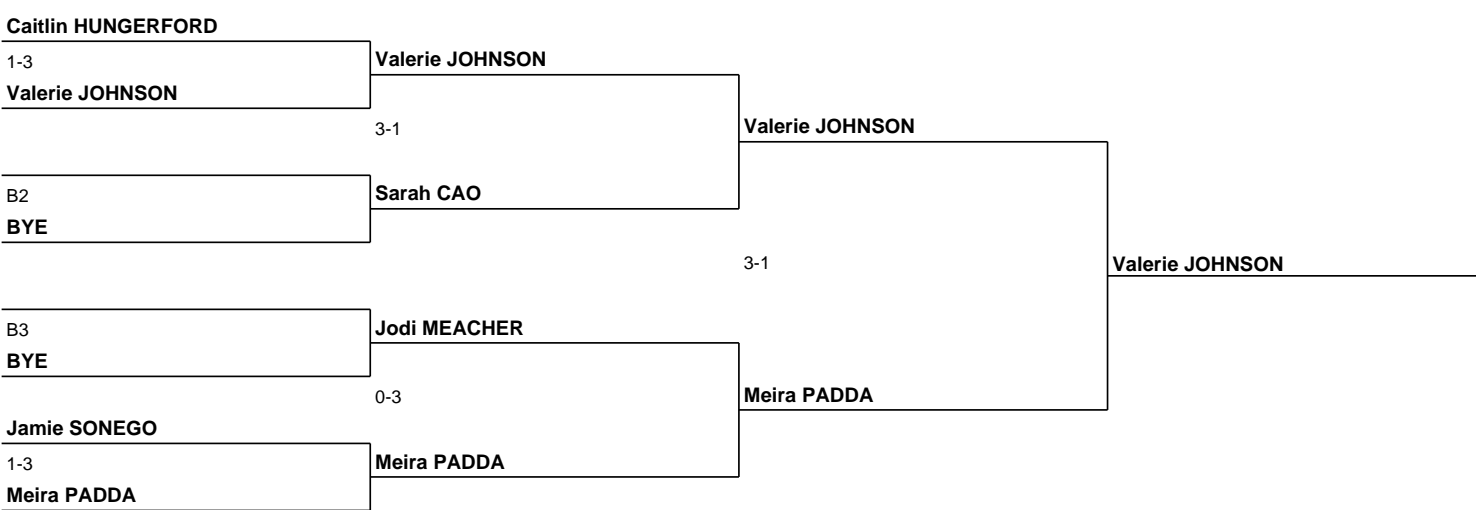 Caitlin HUNGERFORD
1-3
Valerie JOHNSON
Valerie JOHNSON
3-1
Valerie JOHNSON
B2
Sarah CAO
BYE
3-1
Valerie JOHNSON
B3
Jodi MEACHER
BYE
0-3
Meira PADDA
Jamie SONEGO
1-3
Meira PADDA
Meira PADDA